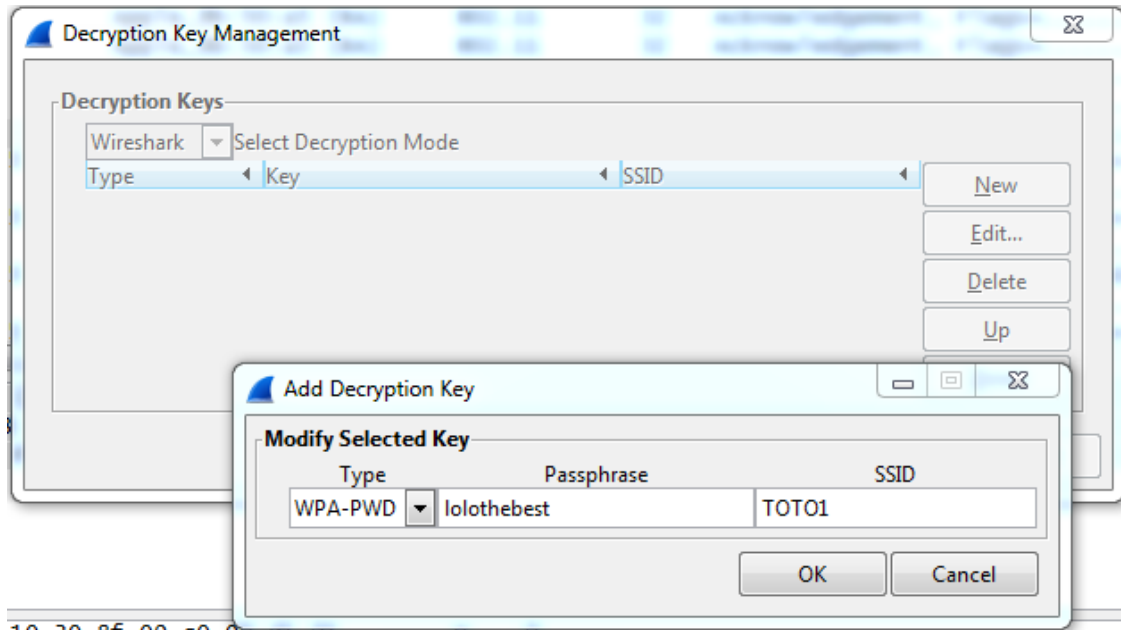 Decryption Key Management
Decryption Keys
Wireshark Select Decryption Mode
Type Key SSID
New
Edit...
Delete
Up
Add Decryption Key
Modify Selected Key
Type Passphrase SSID
WPA-PWD lolothebest TOTO1
OK Cancel